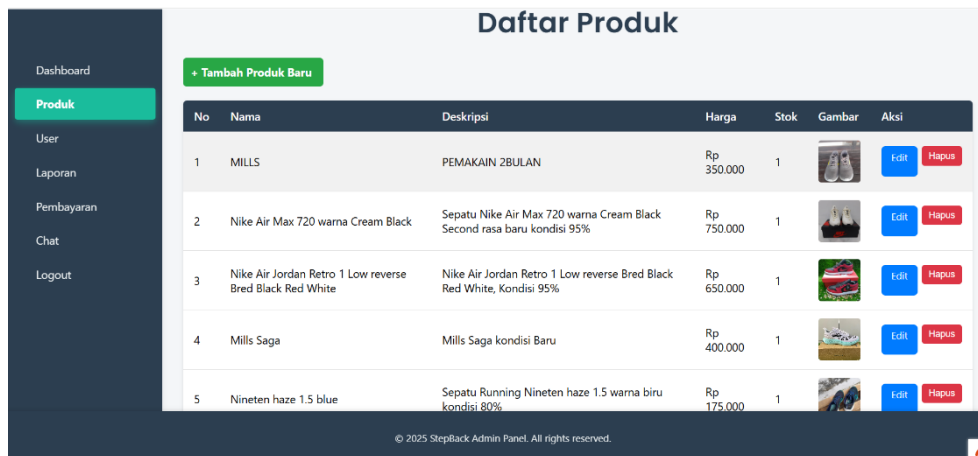 Daftar Produk
Dashboard
Produk
User
Laporan
Pembayaran
Chat
Logout
+ Tambah Produk Baru
No Nama Deskripsi Harga Stok Gambar Aksi
1 MILLS PEMAKAIN 2BULAN Rp 1 Edit Hapus
350.000
2 Nike Air Max 720 warna Cream Black Sepatu Nike Air Max 720 warna Cream Black Rp 1 Edit Hapus
Second rasa baru kondisi 95% 750.000
3 Nike Air Jordan Retro 1 Low reverse Nike Air Jordan Retro 1 Low reverse Bred Black Rp 1 Edit Hapus
Bred Black Red White Red White, Kondisi 95% 650.000
4 Mills Saga Mills Saga kondisi Baru Rp 1 Edit Hapus
400.000
5 Nineten haze 1.5 blue Sepatu Running Nineten haze 1.5 warna biru Rp 1 Edit Hapus
kondisi 80% 175.000
© 2025 StepBack Admin Panel. All rights reserved.